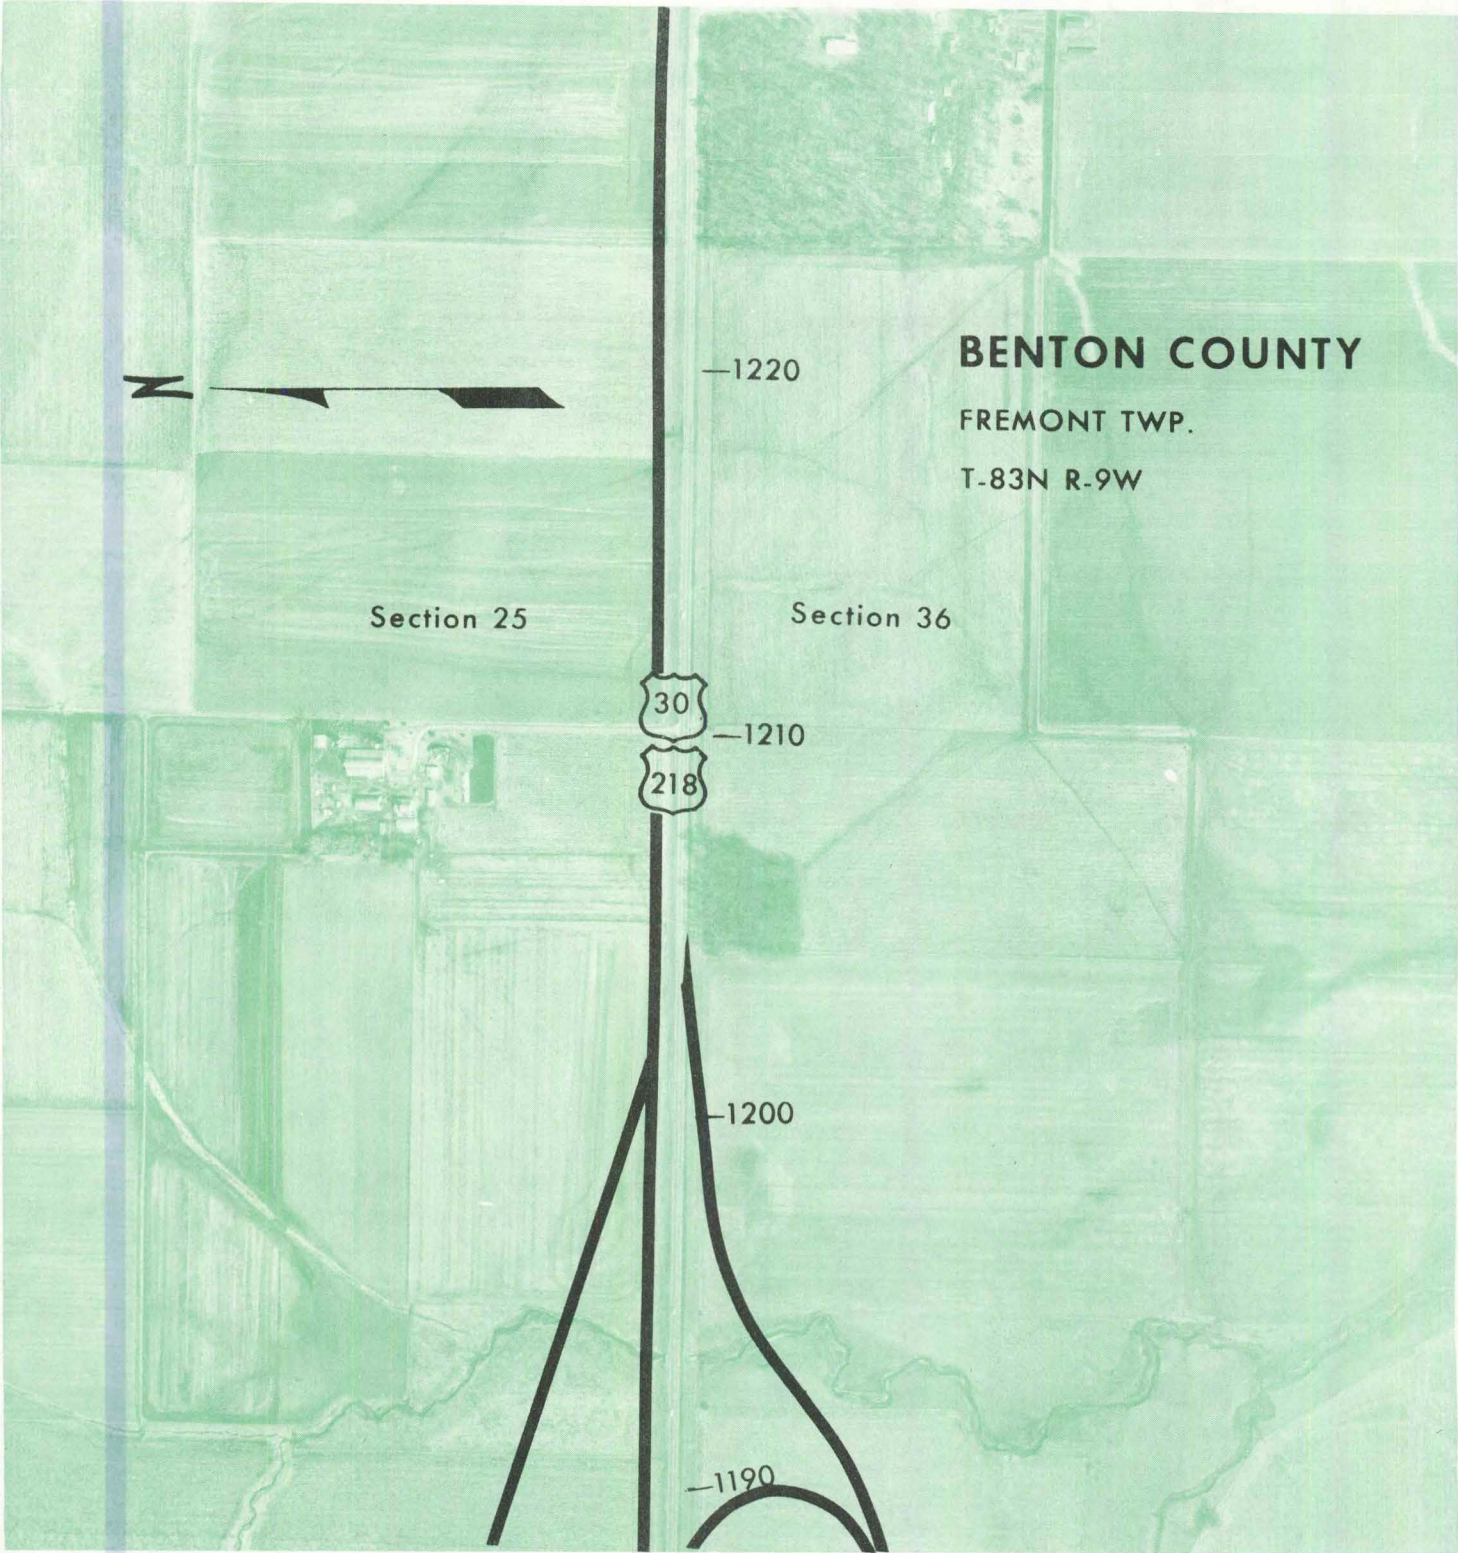 BENTON COUNTY
FREMONT TWP.
T-83N R-9W
N
—1220
Section 25
Section 36
30
—1210
218
—1200
—1190